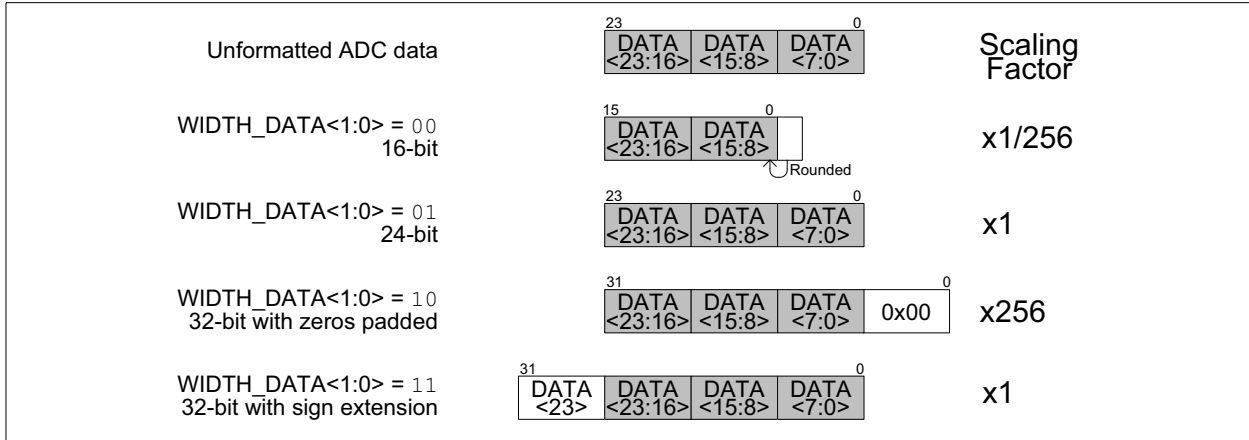 23 0
Unformatted ADC data DATA <23:16> DATA <15:8> DATA <7:0> Scaling Factor
15 0
WIDTH_DATA<1:0> = 00
16-bit
DATA <23:16> DATA <15:8> x1/256
Rounded
23 0
WIDTH_DATA<1:0> = 01
24-bit
DATA <23:16> DATA <15:8> DATA <7:0> x1
31 0
WIDTH_DATA<1:0> = 10
32-bit with zeros padded
DATA <23:16> DATA <15:8> DATA <7:0> 0x00 x256
31 0
WIDTH_DATA<1:0> = 11
32-bit with sign extension
DATA <23> DATA <23:16> DATA <15:8> DATA <7:0> x1